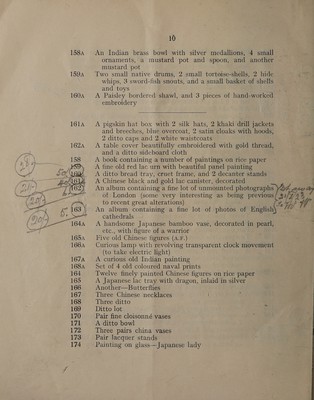 16
158A An Indian brass bowl with silver medallions, 4 small
ornaments, a mustard pot and spoon, and another
mustard pot
159A Two small native drums, 2 small tortoise-shells, 2 hide
whips, 3 sword-fish snouts, and a small basket of shells
and toys
160A A Paisley bordered shawl, and 3 pieces of hand-worked
embroidery
161A A pigskin hat box with 2 silk hats, 2 khaki drill jackets
and breeches, blue overcoat, 2 satin cloaks with hoods,
2 ditto caps and 2 white waistcoats
162A A table cover beautifully embroidered with gold thread,
and a ditto sideboard cloth
158 A book containing a number of paintings on rice paper
159 A fine old red lac urn with beautiful panel painting
160 A ditto bread tray, cruet frame, and 2 decanter stands
161 A Chinese black and gold lac canister, decorated
162 An album containing a fine lot of unmounted photographs
of London (some very interesting as being previous
to recent great alterations)
163 An album containing a fine lot of photos of English
cathedrals
164A A handsome Japanese bamboo vase, decorated in pearl,
etc., with figure of a warrior
165A Five old Chinese figures (A.F.)
166A Curious lamp with revolving transparent clock movement
(to take electric light)
167A A curious old Indian painting
168A Set of 4 old coloured naval prints
164 Twelve finely painted Chinese figures on rice paper
165 A Japanese lac tray with dragon, inlaid in silver
166 Another—Butterflies
167 Three Chinese necklaces
168 Three ditto
169 Ditto lot
170 Pair fine cloisonné vases
171 A ditto bowl
172 Three pairs china vases
173 Pair lacquer stands
174 Painting on glass—Japanese lady